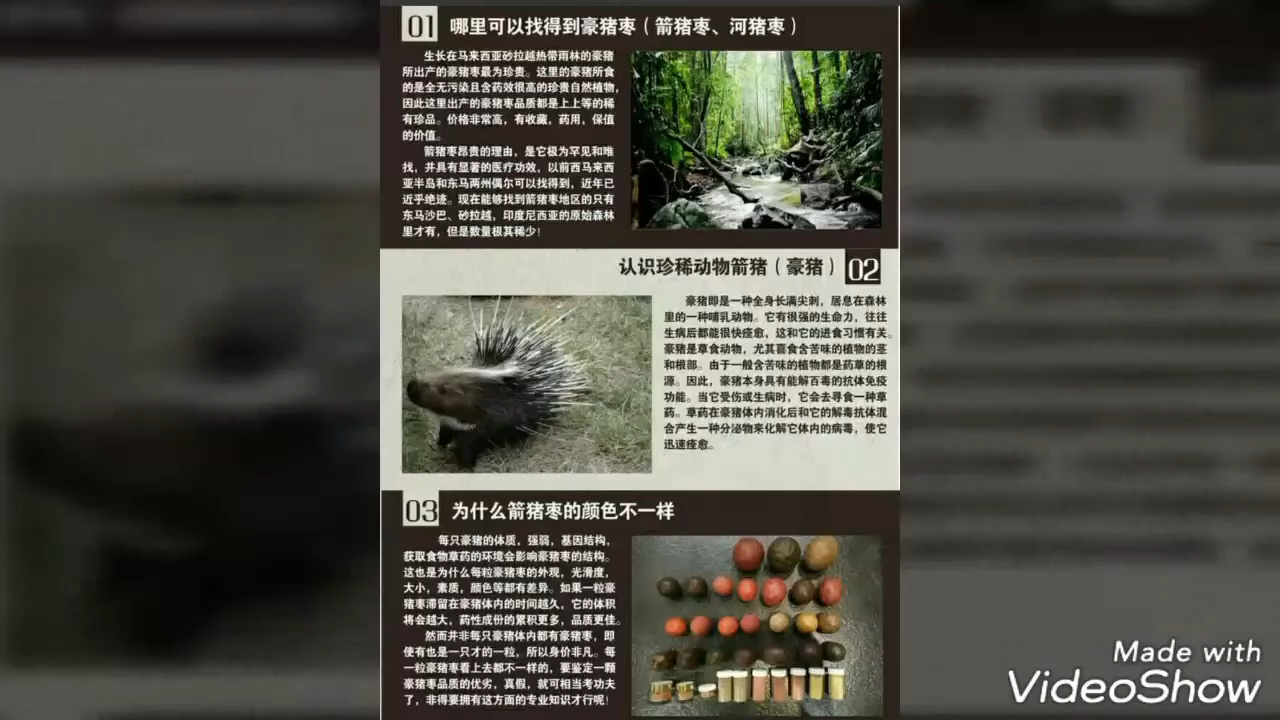 01 哪里可以找得到豪猪枣（箭猪枣、河猪枣）
生长在马来西亚砂拉越热带雨林的豪猪
所出产的豪猪枣最为珍贵。这里的豪猪所食
的是全无污染且含药效很高的珍贵自然植物，
因此这里出产的豪猪枣品质都是上上等的稀
有珍品。价格非常高，有收藏，药用，保值
的价值。
箭猪枣昂贵的理由，是它极为罕见和难
找，并具有显著的医疗功效，以前西马来西
亚半岛和东马两州偶尔可以找得到，近年已
近乎绝迹。现在能够找到箭猪枣地区的只有
东马沙巴、砂拉越，印度尼西亚的原始森林
里才有，但是数量极其稀少！
认识珍稀动物箭猪（豪猪） 02
豪猪即是一种全身长满尖刺，居息在森林
里的一种哺乳动物。它有很强的生命力，往往
生病后都能很快痊愈，这和它的进食习惯有关。
豪猪是草食动物，尤其喜食含苦味的植物的茎
和根部。由于一般含苦味的植物都是药草的根
源。因此，豪猪本身具有能解百毒的抗体免疫
功能。当它受伤或生病时，它会去寻食一种草
药。草药在豪猪体内消化后和它的解毒抗体混
合产生一种分泌物来化解它体内的病毒，使它
迅速痊愈。
03 为什么箭猪枣的颜色不一样
每只豪猪的体质，强弱，基因结构，
获取食物草药的环境会影响豪猪枣的结构。
这也是为什么每粒豪猪枣的外观，光滑度，
大小，素质，颜色等都有差异。如果一粒豪
猪枣滞留在豪猪体内的时间越久，它的体积
将会越大，药性成份的累积更多，品质更佳。
然而并非每只豪猪体内都有豪猪枣，即
使有也是一只才的一粒，所以身价非凡。每
一粒豪猪枣看上去都不一样的，要鉴定一颗
豪猪枣品质的优劣，真假，就可相当考功夫
了，非得要拥有这方面的专业知识才行呢！
Made with
VideoShow